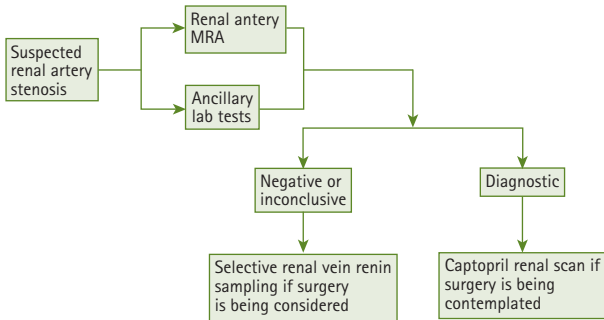 Suspected
renal artery
stenosis
Renal artery
MRA
Ancillary
lab tests
Negative or
inconclusive
Diagnostic
Selective renal vein renin
sampling if surgery
is being considered
Captopril renal scan if
surgery is being
contemplated